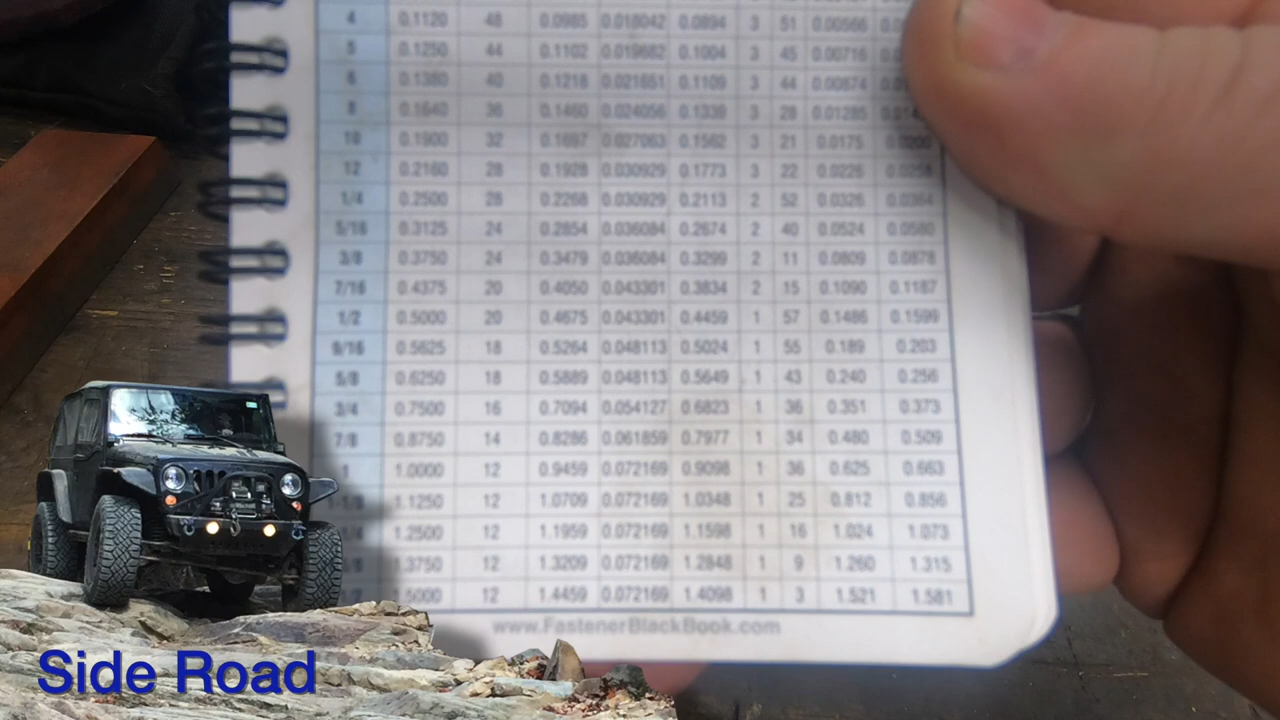 4 0.1120 48 0.0985 0.018042 0.0894 3 51 0.00566
5 0.1250 44 0.1102 0.019682 0.1004 3 45 0.00716
6 0.1380 40 0.1218 0.021651 0.1109 3 44 0.00874
8 0.1640 36 0.1460 0.024056 0.1339 3 28 0.01285
10 0.1900 32 0.1697 0.027063 0.1562 3 21 0.0175 0.0200
12 0.2160 28 0.1928 0.030929 0.1773 3 22 0.0226 0.0258
1/4 0.2500 28 0.2268 0.030929 0.2113 2 52 0.0326 0.0364
5/16 0.3125 24 0.2854 0.036084 0.2674 2 40 0.0524 0.0580
3/8 0.3750 24 0.3479 0.036084 0.3299 2 11 0.0809 0.0878
7/16 0.4375 20 0.4050 0.043301 0.3834 2 15 0.1090 0.1187
1/2 0.5000 20 0.4675 0.043301 0.4459 1 57 0.1486 0.1599
9/16 0.5625 18 0.5264 0.048113 0.5024 1 55 0.189 0.203
5/8 0.6250 18 0.5889 0.048113 0.5649 1 43 0.240 0.256
3/4 0.7500 16 0.7094 0.054127 0.6823 1 36 0.351 0.373
7/8 0.8750 14 0.8286 0.061859 0.7977 1 34 0.480 0.509
1 1.0000 12 0.9459 0.072169 0.9098 1 36 0.625 0.663
1.1250 12 1.0709 0.072169 1.0348 1 25 0.812 0.856
1.2500 12 1.1959 0.072169 1.1598 1 16 1.024 1.073
1.3750 12 1.3209 0.072169 1.2848 1 9 1.260 1.315
12 1.4459 0.072169 1.4098 1 3 1.521 1.581
www.FastenerBlackBook.com
Side Road